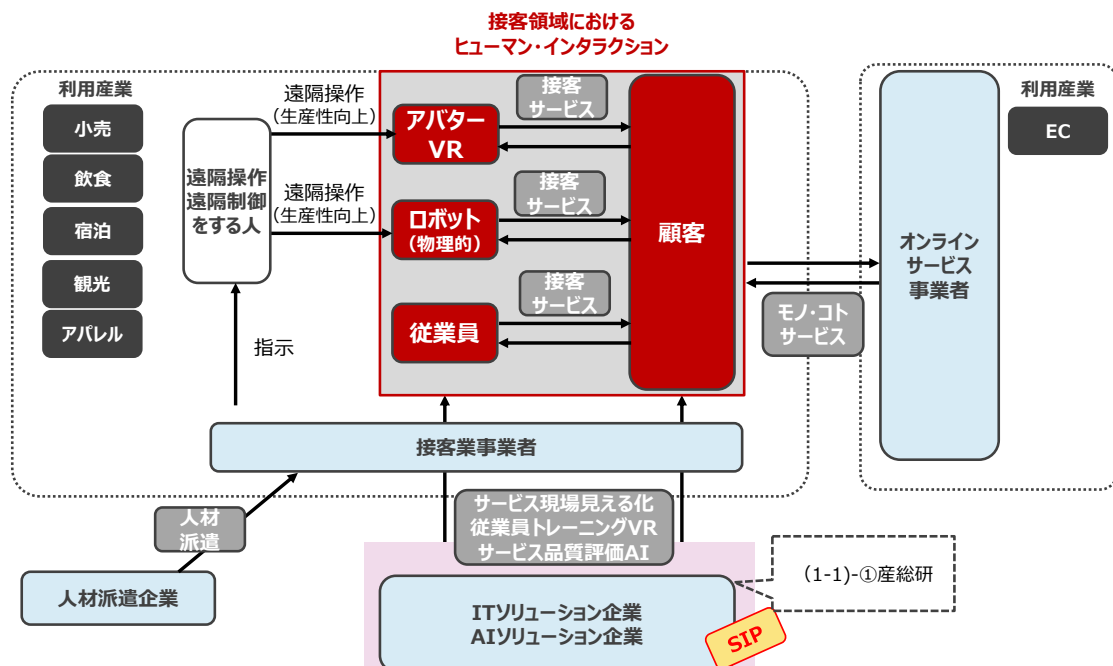 接客領域における
ヒューマン・インタラクション
利用産業
小売
飲食
宿泊
観光
アパレル
遠隔操作
遠隔制御
をする人
遠隔操作
(生産性向上)
遠隔操作
(生産性向上)
指示
アバター
VR
ロボット
(物理的)
従業員
接客
サービス
接客
サービス
接客
サービス
顧客
モノ・コト
サービス
オンライン
サービス
事業者
利用産業
EC
接客業事業者
人材
派遣
人材派遣企業
サービス現場見える化
従業員トレーニングVR
サービス品質評価AI
ITソリューション企業
AIソリューション企業
SIP
(1-1)-①産総研